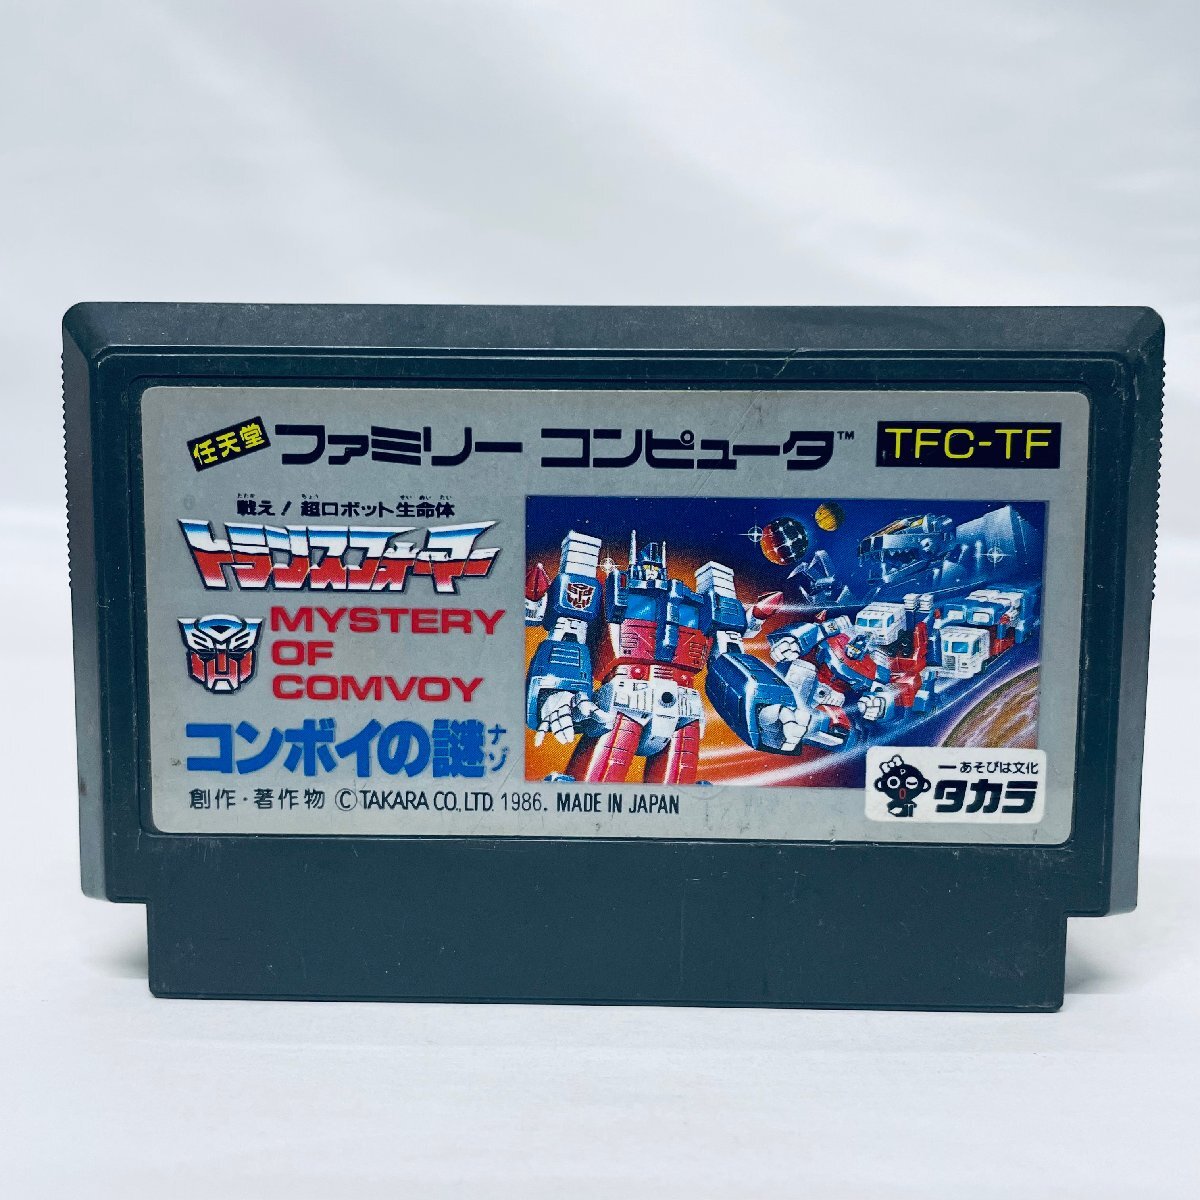 任天堂 ファミリー コンピュータ™ TFC-TF
たたか ちょう せいめいたい
戦え! 超ロボット生命体
トランスフォーマー
MYSTERY
OF
COMVOY
ナゾ
コンボイの謎
創作・著作物 ©TAKARA CO.,LTD. 1986. MADE IN JAPAN
ーあそびは文化
タカラ